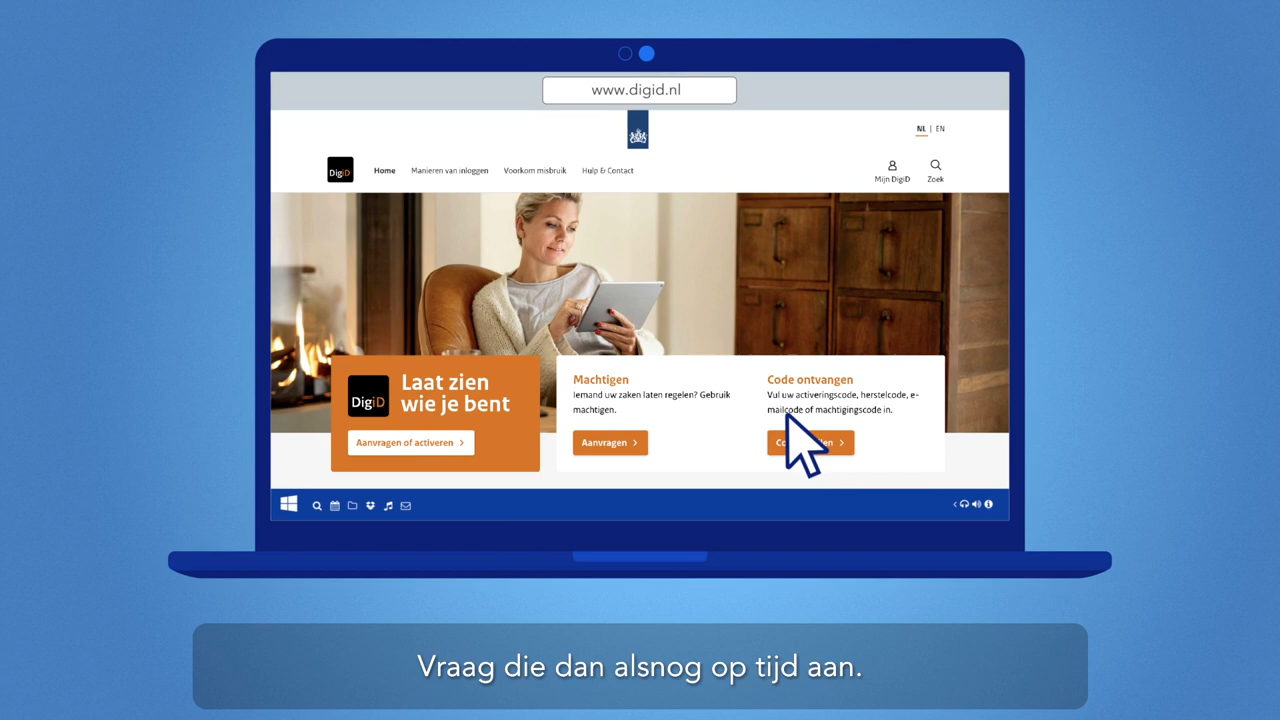 www.digid.nl
NL | EN
DigiD
Home
Manieren van inloggen
Voorkom misbruik
Hulp & Contact
Mijn DigiD
Zoek
DigiD
Laat zien
wie je bent
Aanvragen of activeren
Machtigen
Iemand uw zaken laten regelen? Gebruik
machtigen.
Aanvragen
Code ontvangen
Vul uw activeringscode, herstelcode, e-
mailcode of machtigingscode in.
Vraag die dan alsnog op tijd aan.